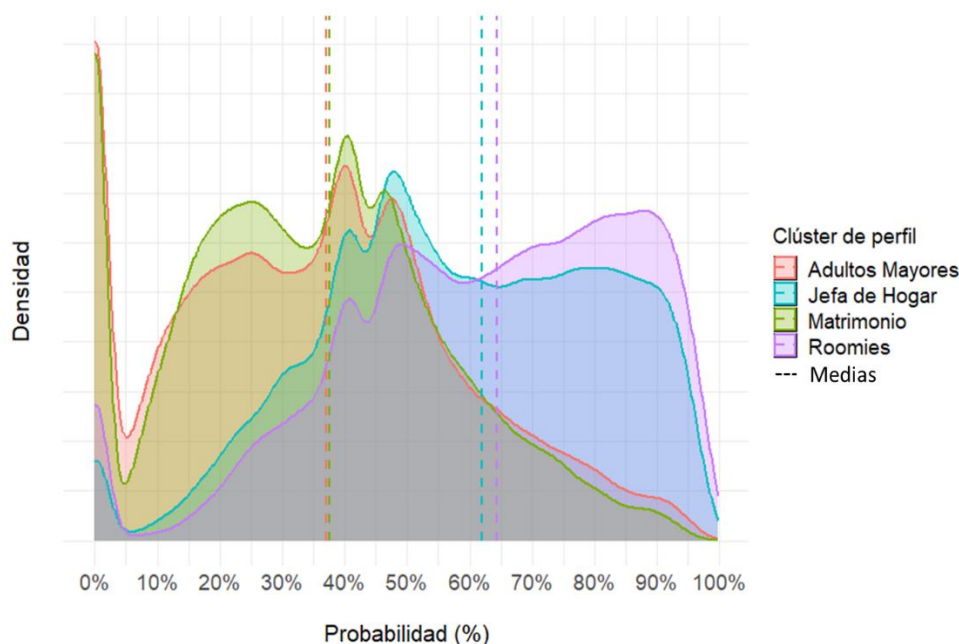 Densidad
0% 10% 20% 30% 40% 50% 60% 70% 80% 90% 100%
Probabilidad (%)
Clúster de perfil
Adultos Mayores
Jefa de Hogar
Matrimonio
Roomies
Medias